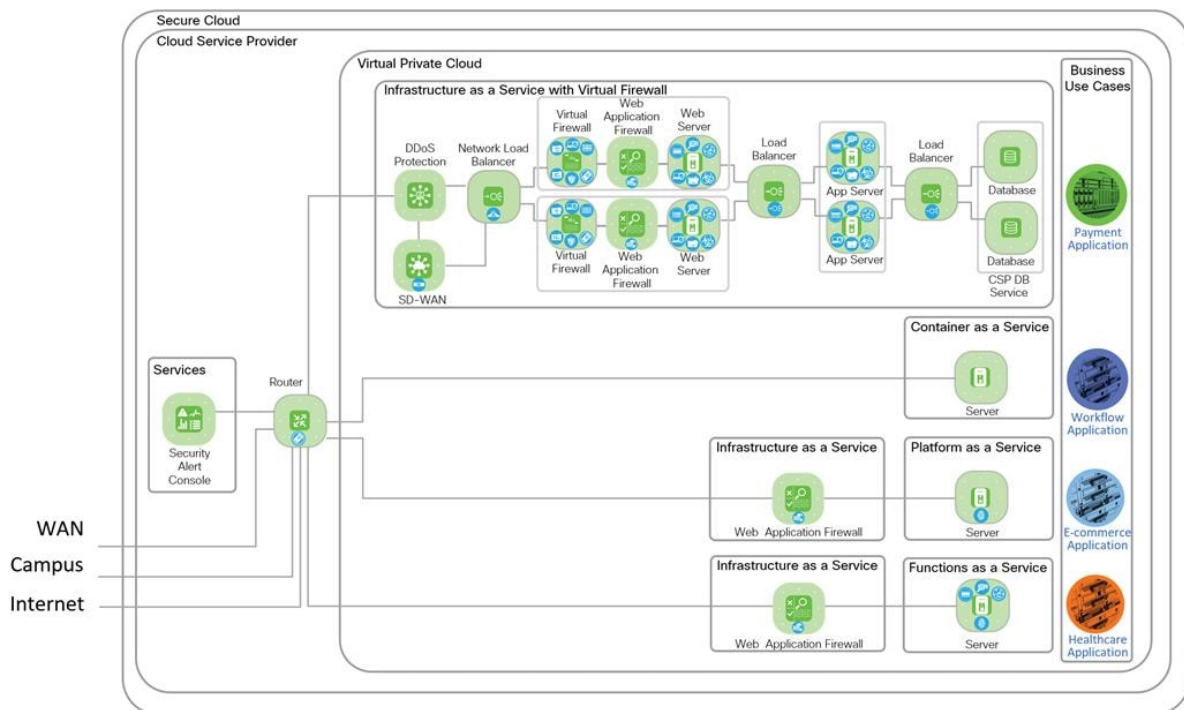 Secure Cloud
Cloud Service Provider
Virtual Private Cloud
Business
Use Cases
Infrastructure as a Service with Virtual Firewall
DDoS
Protection
Network Load
Balancer
Virtual
Firewall
Web
Application
Firewall
Web
Server
Load
Balancer
App Server
Load
Balancer
Database
SD-WAN
Virtual
Firewall
Web
Application
Firewall
Web
Server
App Server
Database
CSP DB
Service
Payment
Application
Container as a Service
Server
Workflow
Application
Services
Security
Alert
Console
Router
Infrastructure as a Service
Web Application Firewall
Platform as a Service
Server
E-commerce
Application
WAN
Campus
Internet
Infrastructure as a Service
Web Application Firewall
Functions as a Service
Server
Healthcare
Application